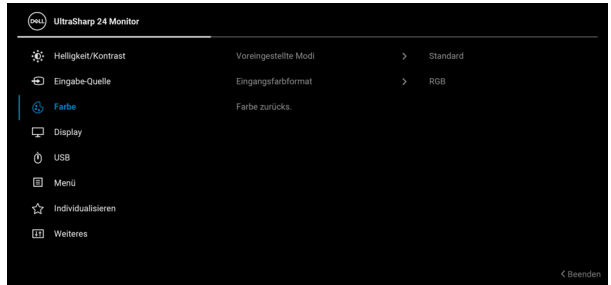 DELL UltraSharp 24 Monitor
Helligkeit/Kontrast Voreingestellte Modi > Standard
Eingabe-Quelle Eingangsfarbformat > RGB
Farbe Farbe zurücks.
Display
USB
Menü
Individualisieren
Weiteres
< Beenden